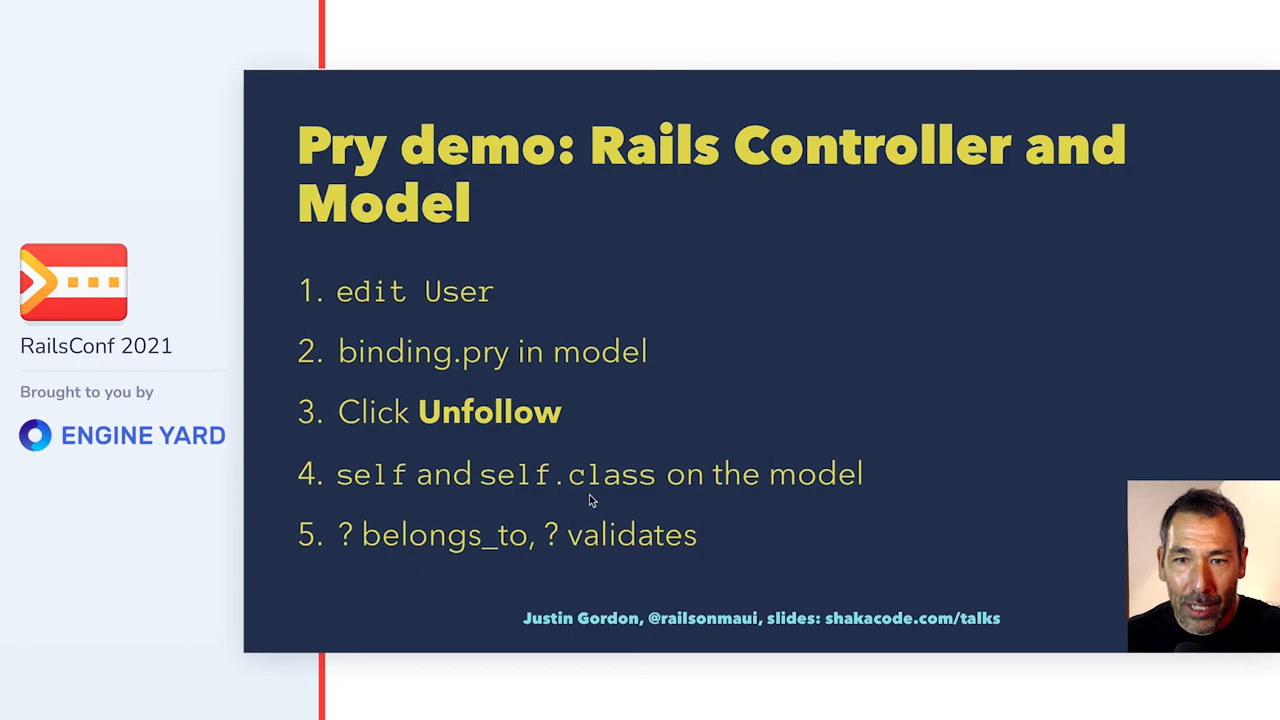 Pry demo: Rails Controller and
Model
1. edit User
2. binding.pry in model
3. Click Unfollow
4. self and self.class on the model
5. ? belongs_to, ? validates
Justin Gordon, @railsonmaui, slides: shakacode.com/talks
RailsConf 2021
Brought to you by
ENGINE YARD